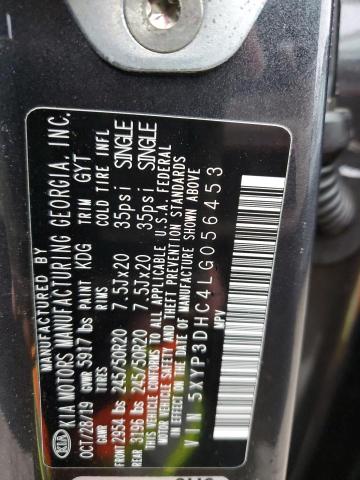 KIA
MANUFACTURED BY
KIA MOTORS MANUFACTURING GEORGIA, INC.
OCT/28/19 GVWR 5917 lbs PAINT KDG TRIM GYT
GAWR TIRES RIMS COLD TIRE INFL
FRONT 2954 lbs 245/50R20 7.5Jx20 35psi SINGLE
REAR 3196 lbs 245/50R20 7.5Jx20 35psi SINGLE
THIS VEHICLE CONFORMS TO ALL APPLICABLE U.S.A. FEDERAL
MOTOR VEHICLE SAFETY AND THEFT PREVENTION STANDARDS
IN EFFECT ON THE DATE OF MANUFACTURE SHOWN ABOVE
VIN 5XYP3DHC4LG056453
MPV